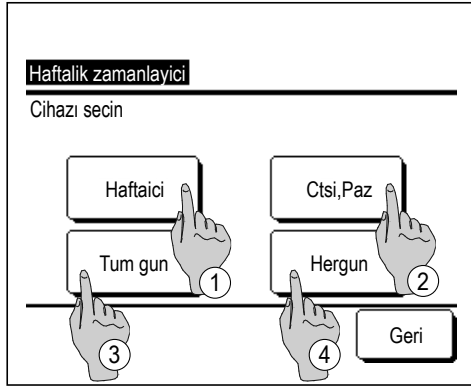 Haftalik zamanlayici
Cihazı secin
Haftaici
Ctsi,Paz
1
2
Tum gun
Hergun
3
4
Geri